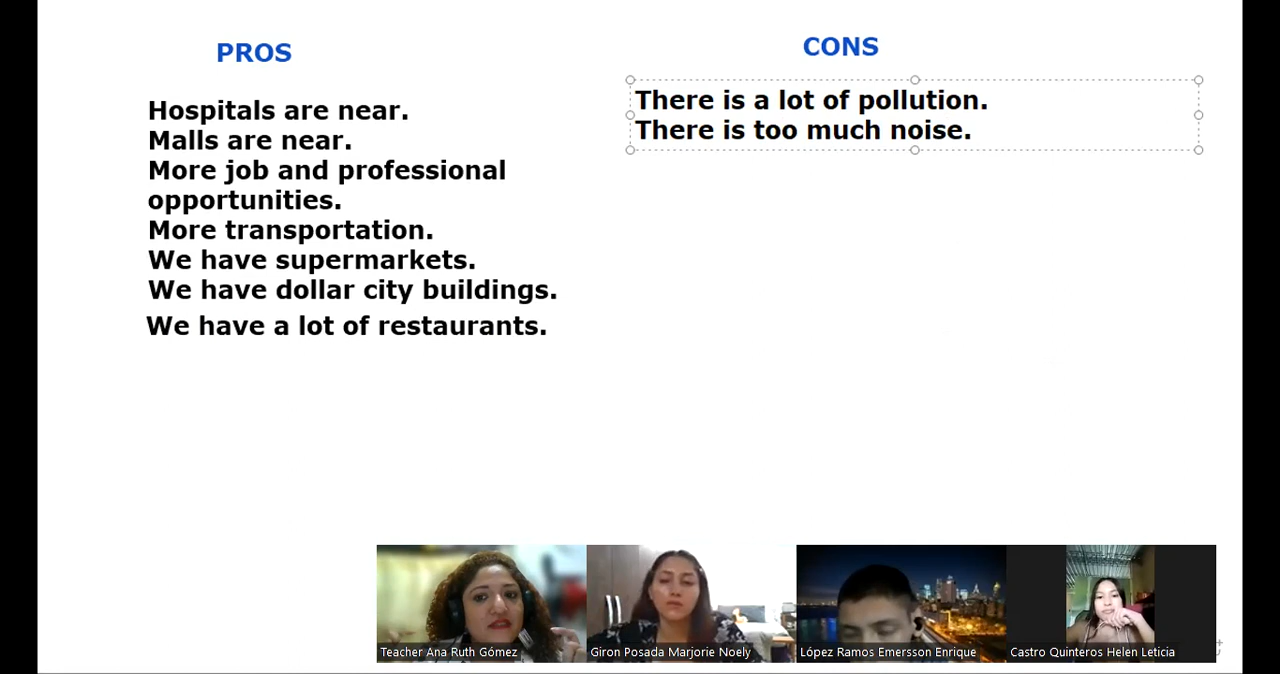 PROS
Hospitals are near.
Malls are near.
More job and professional
opportunities.
More transportation.
We have supermarkets.
We have dollar city buildings.
We have a lot of restaurants.
CONS
There is a lot of pollution.
There is too much noise.
Teacher Ana Ruth Gómez
Giron Posada Marjorie Noely
López Ramos Emersson Enrique
Castro Quinteros Helen Leticia